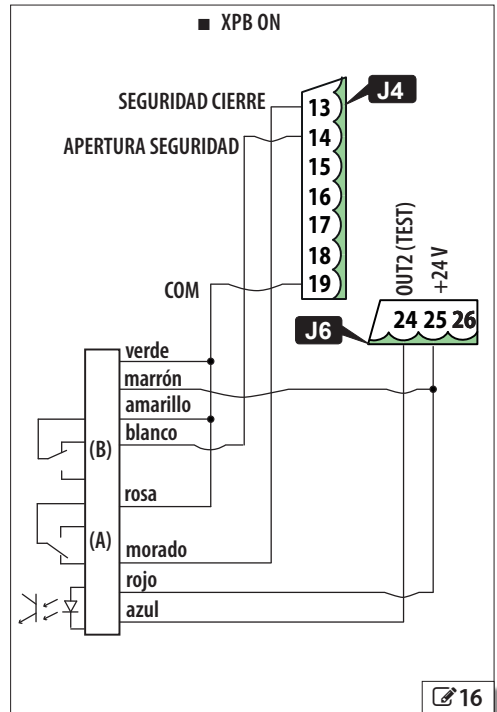 ■ XPB ON
SEGURIDAD CIERRE
J4
13
APERTURA SEGURIDAD
14
15
16
17
18
COM
19
OUT2 (TEST)
+24 V
J6
24 25 26
verde
marrón
amarillo
blanco
(B)
rosa
(A)
morado
rojo
azul
16